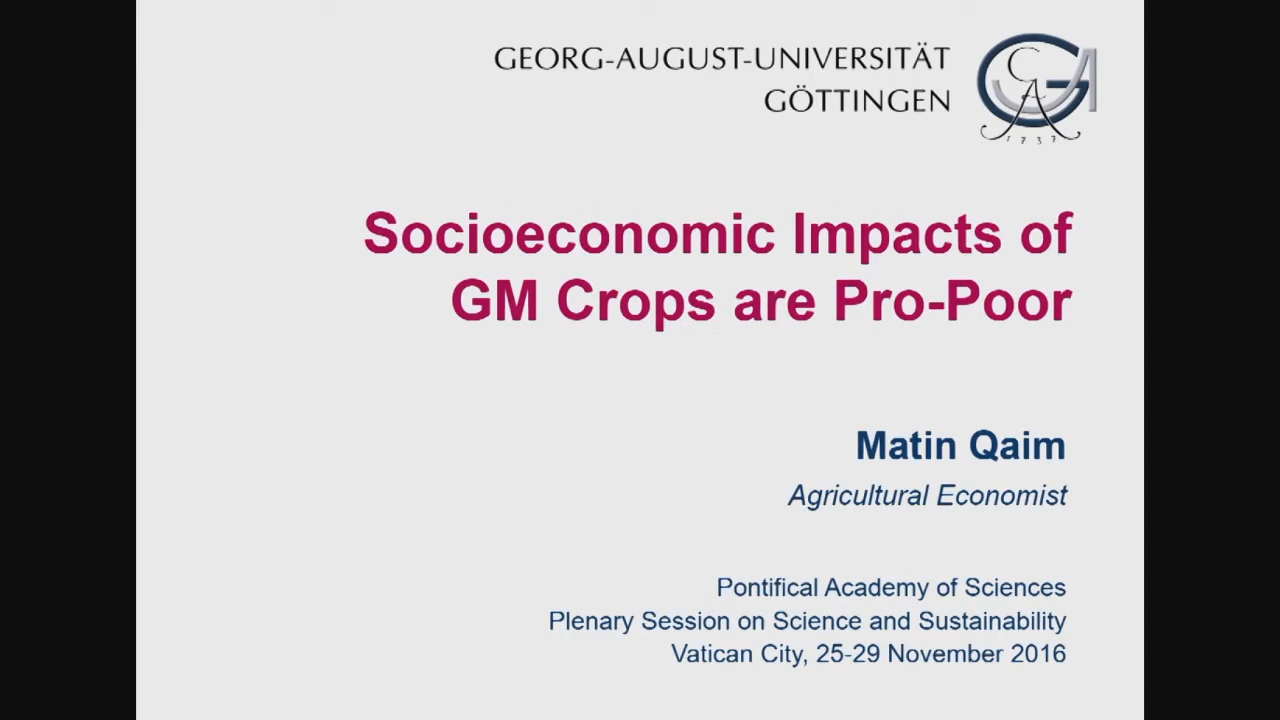 GEORG-AUGUST-UNIVERSITÄT
GÖTTINGEN
1737
Socioeconomic Impacts of
GM Crops are Pro-Poor
Matin Qaim
Agricultural Economist
Pontifical Academy of Sciences
Plenary Session on Science and Sustainability
Vatican City, 25-29 November 2016